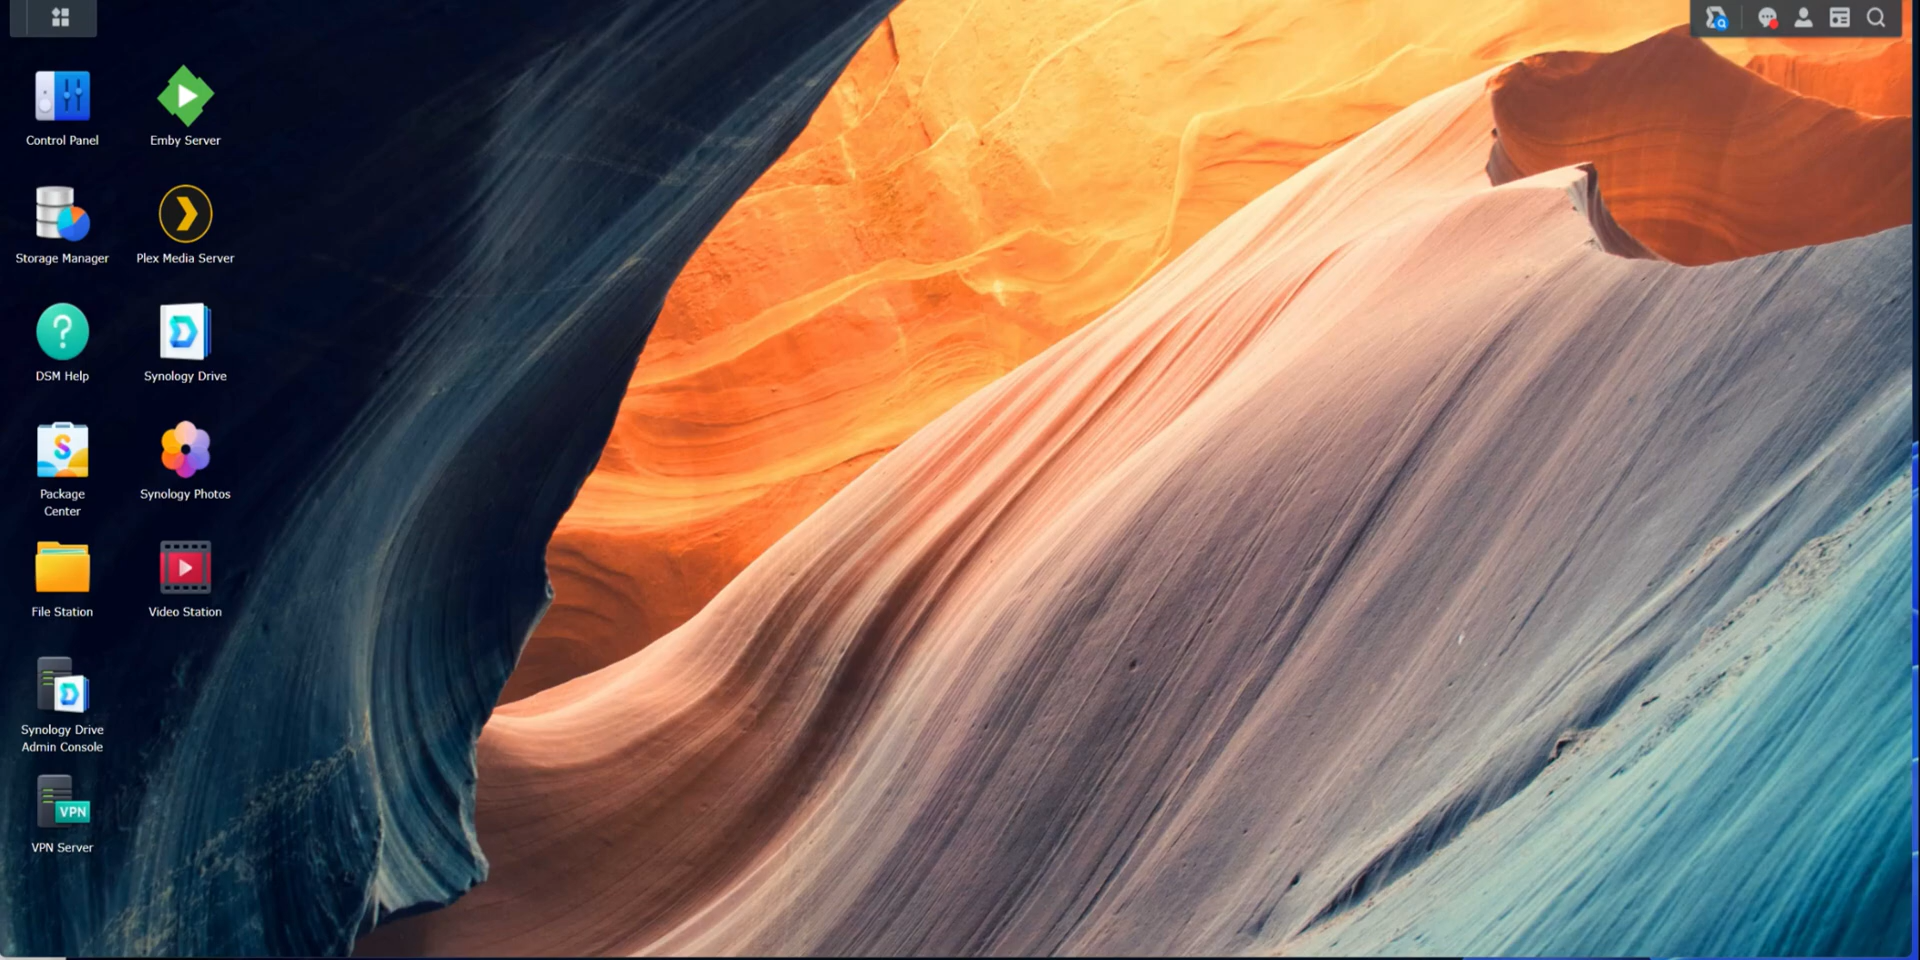 Control Panel
Emby Server
Storage Manager
Plex Media Server
?
DSM Help
Synology Drive
S
Package
Center
Synology Photos
File Station
Video Station
Synology Drive
Admin Console
VPN
VPN Server